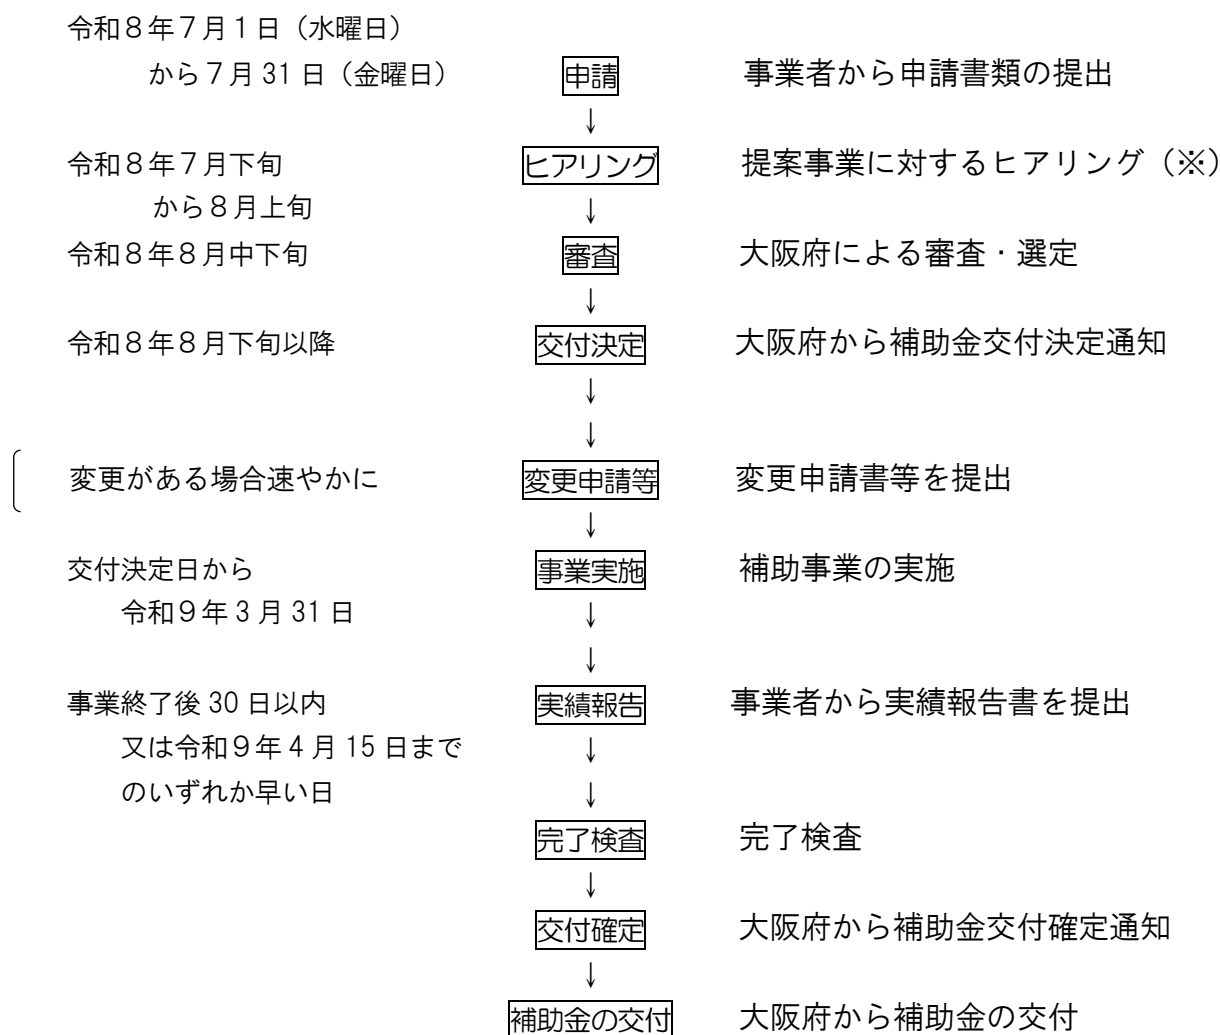 令和８年７月１日（水曜日）
から７月 31 日（金曜日） 申請 事業者から申請書類の提出
↓
令和８年７月下旬 ヒアリング 提案事業に対するヒアリング（※）
から８月上旬 ↓
令和８年８月中下旬 審査 大阪府による審査・選定
↓
令和８年８月下旬以降 交付決定 大阪府から補助金交付決定通知
↓
↓
変更がある場合速やかに 変更申請等 変更申請書等を提出
↓
交付決定日から 事業実施 補助事業の実施
令和９年３月 31 日 ↓
↓
事業終了後 30 日以内 実績報告 事業者から実績報告書を提出
又は令和９年４月 15 日まで ↓
のいずれか早い日 ↓
完了検査 完了検査
↓
交付確定 大阪府から補助金交付確定通知
↓
補助金の交付 大阪府から補助金の交付